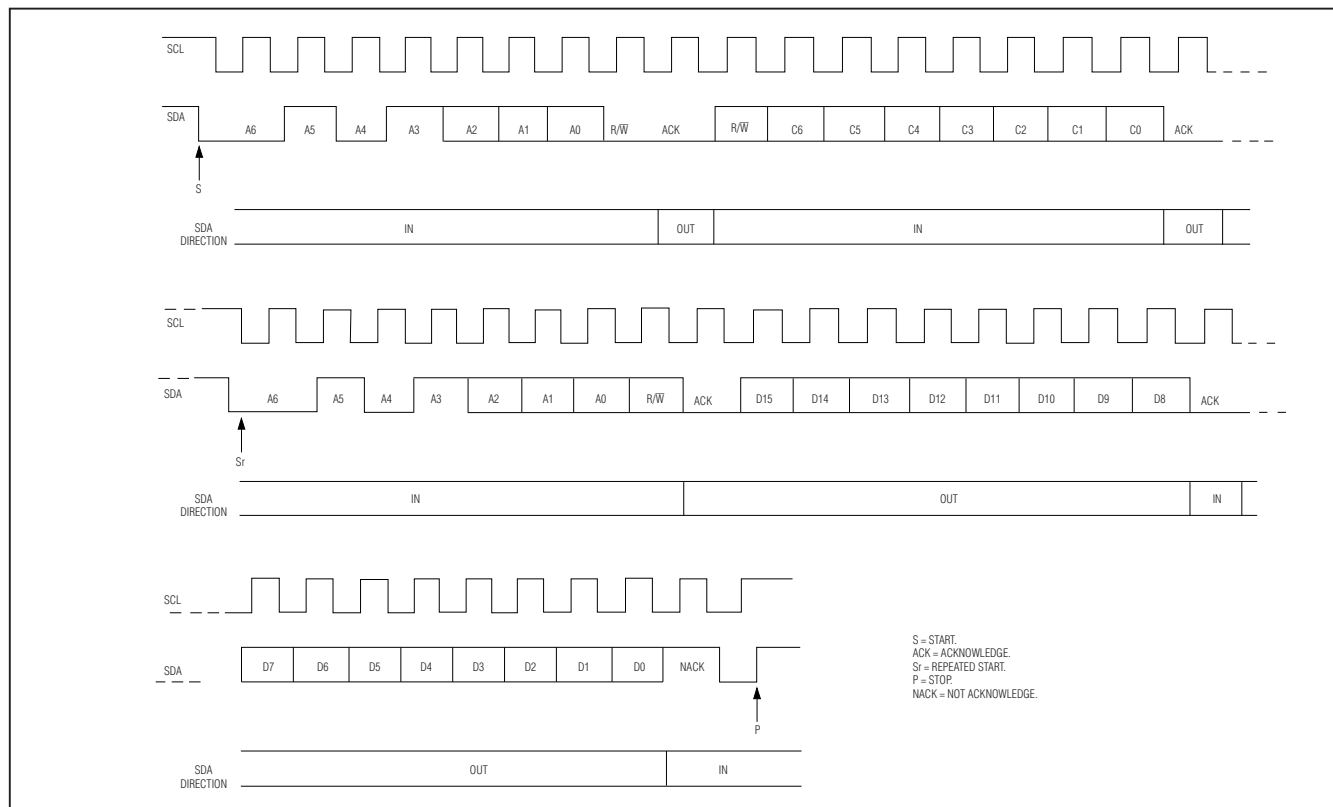 SCL
SDA A6 A5 A4 A3 A2 A1 A0 R/W̅ ACK R/W̅ C6 C5 C4 C3 C2 C1 C0 ACK
S
SDA DIRECTION IN OUT IN OUT
SCL
SDA A6 A5 A4 A3 A2 A1 A0 R/W̅ ACK D15 D14 D13 D12 D11 D10 D9 D8 ACK
Sr
SDA DIRECTION IN OUT IN
SCL
SDA D7 D6 D5 D4 D3 D2 D1 D0 NACK
P
SDA DIRECTION OUT IN
S = START.
ACK = ACKNOWLEDGE.
Sr = REPEATED START.
P = STOP.
NACK = NOT ACKNOWLEDGE.